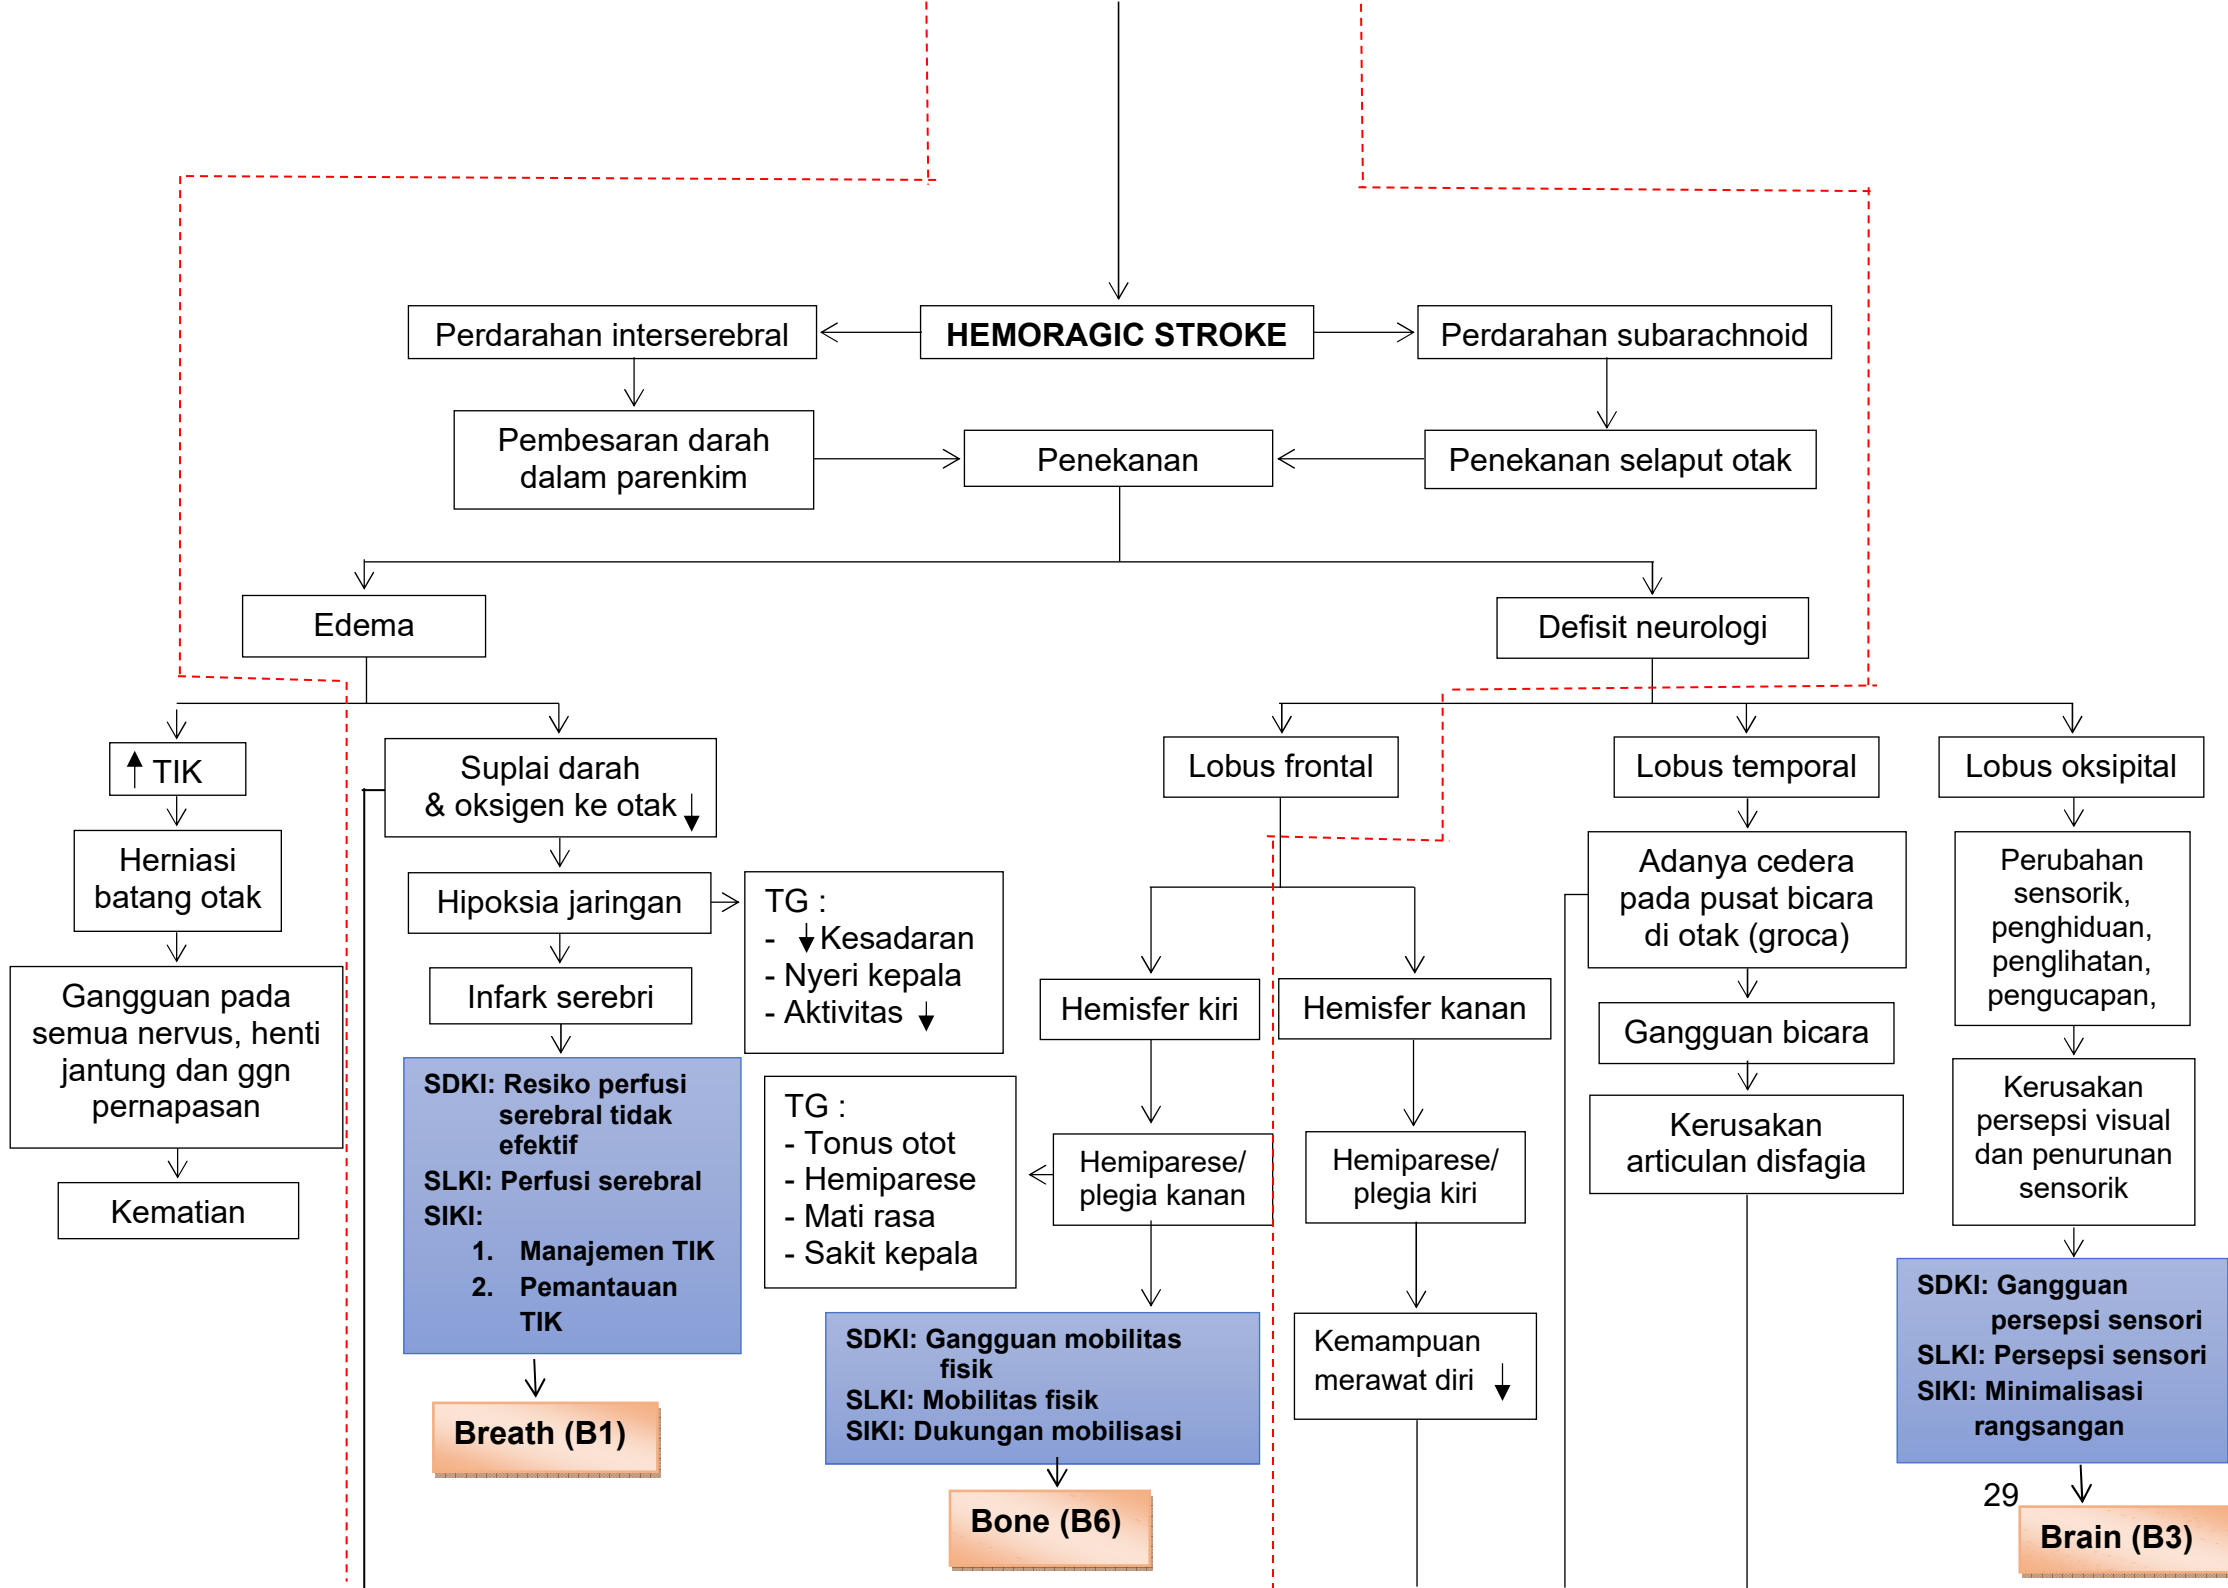 Perdarahan interserebral
HEMORAGIC STROKE
Perdarahan subarachnoid
Pembesaran darah
dalam parenkim
Penekanan
Penekanan selaput otak
Edema
Defisit neurologi
TIK
Suplai darah
& oksigen ke otak
Lobus frontal
Lobus temporal
Lobus oksipital
Herniasi
batang otak
Hipoksia jaringan
TG :
- Kesadaran
- Nyeri kepala
- Aktivitas
Adanya cedera
pada pusat bicara
di otak (groca)
Perubahan
sensorik,
penghiduan,
penglihatan,
pengucapan,
Gangguan pada
semua nervus, henti
jantung dan ggn
pernapasan
Infark serebri
Hemisfer kiri
Hemisfer kanan
Gangguan bicara
Kematian
SDKI: Resiko perfusi
serebral tidak
efektif
SLKI: Perfusi serebral
SIKI:
1. Manajemen TIK
2. Pemantauan
TIK
TG :
- Tonus otot
- Hemiparese
- Mati rasa
- Sakit kepala
Hemiparese/
plegia kanan
Hemiparese/
plegia kiri
Kerusakan
articulan disfagia
Kerusakan
persepsi visual
dan penurunan
sensorik
SDKI: Gangguan mobilitas
fisik
SLKI: Mobilitas fisik
SIKI: Dukungan mobilisasi
Kemampuan
merawat diri
SDKI: Gangguan
persepsi sensori
SLKI: Persepsi sensori
SIKI: Minimalisasi
rangsangan
Breath (B1)
Bone (B6)
29
Brain (B3)